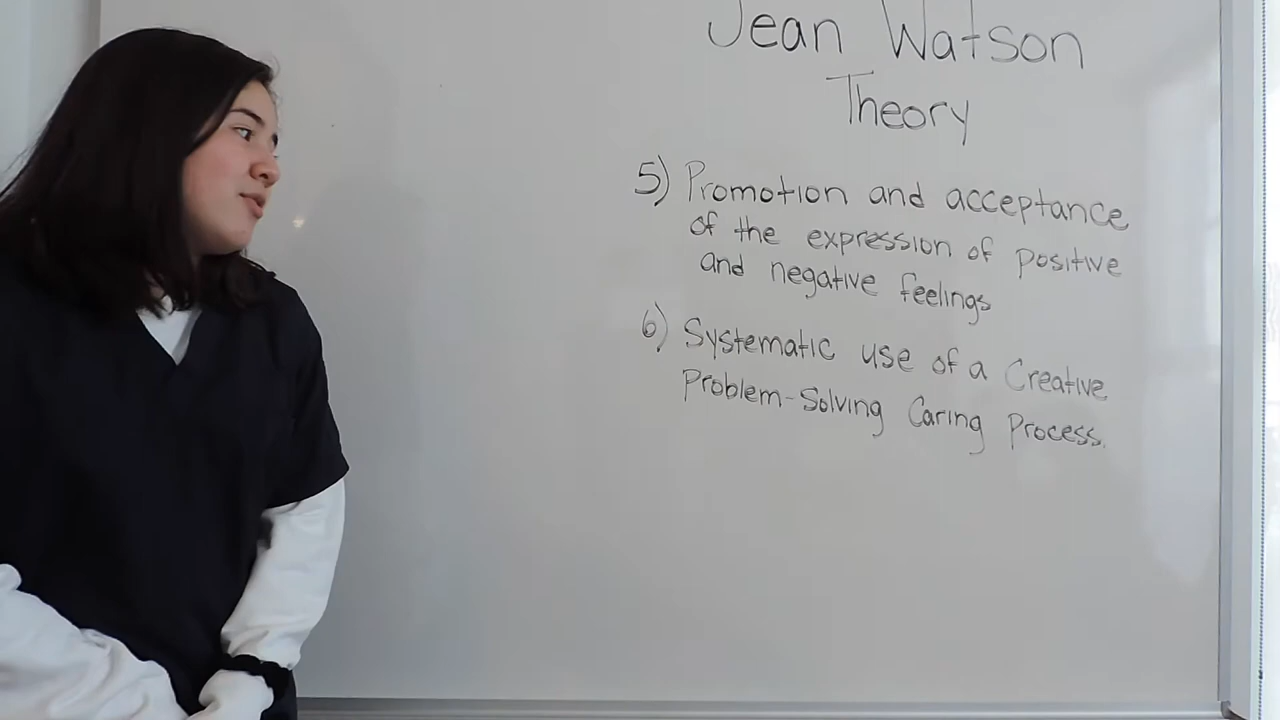 Jean Watson
Theory
5) Promotion and acceptance
of the expression of positive
and negative feelings
6) Systematic use of a Creative
Problem-Solving Caring Process.